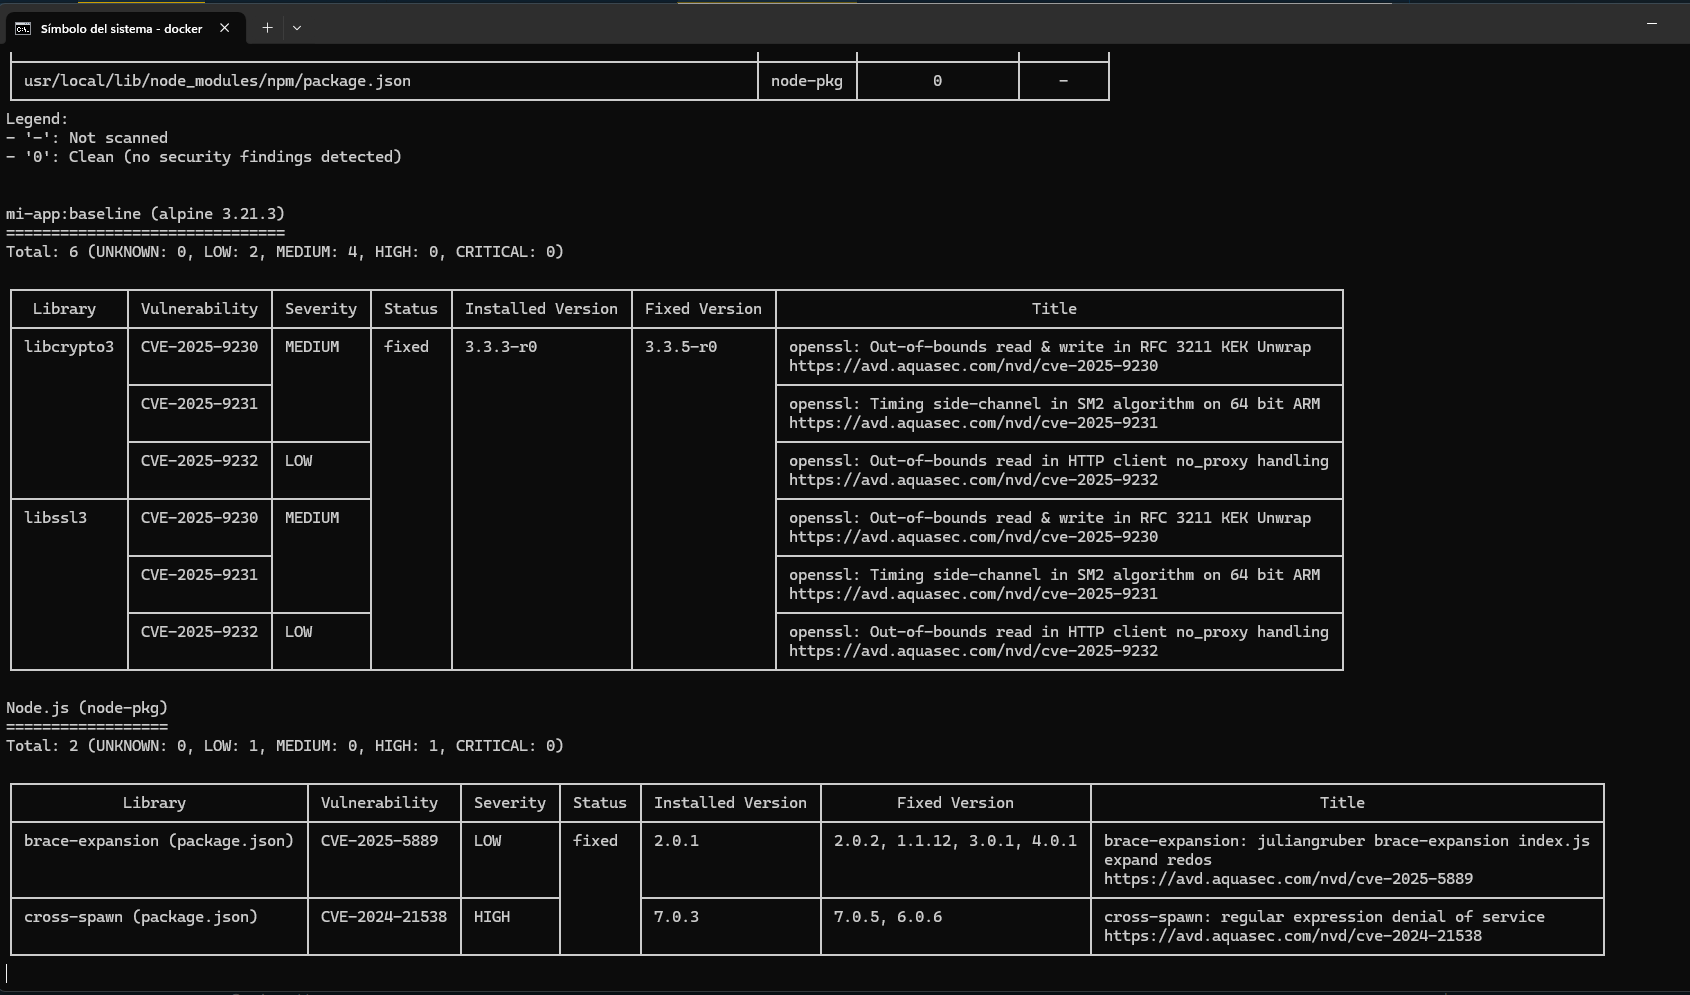 Símbolo del sistema - docker
usr/local/lib/node_modules/npm/package.json node-pkg 0 -
Legend:
- '-': Not scanned
- '0': Clean (no security findings detected)
mi-app:baseline (alpine 3.21.3)
===============================
Total: 6 (UNKNOWN: 0, LOW: 2, MEDIUM: 4, HIGH: 0, CRITICAL: 0)
Library Vulnerability Severity Status Installed Version Fixed Version Title
libcrypto3 CVE-2025-9230 MEDIUM fixed 3.3.3-r0 3.3.5-r0 openssl: Out-of-bounds read & write in RFC 3211 KEK Unwrap
https://avd.aquasec.com/nvd/cve-2025-9230
CVE-2025-9231 openssl: Timing side-channel in SM2 algorithm on 64 bit ARM
https://avd.aquasec.com/nvd/cve-2025-9231
CVE-2025-9232 LOW openssl: Out-of-bounds read in HTTP client no_proxy handling
https://avd.aquasec.com/nvd/cve-2025-9232
libssl3 CVE-2025-9230 MEDIUM openssl: Out-of-bounds read & write in RFC 3211 KEK Unwrap
https://avd.aquasec.com/nvd/cve-2025-9230
CVE-2025-9231 openssl: Timing side-channel in SM2 algorithm on 64 bit ARM
https://avd.aquasec.com/nvd/cve-2025-9231
CVE-2025-9232 LOW openssl: Out-of-bounds read in HTTP client no_proxy handling
https://avd.aquasec.com/nvd/cve-2025-9232
Node.js (node-pkg)
==================
Total: 2 (UNKNOWN: 0, LOW: 1, MEDIUM: 0, HIGH: 1, CRITICAL: 0)
Library Vulnerability Severity Status Installed Version Fixed Version Title
brace-expansion (package.json) CVE-2025-5889 LOW fixed 2.0.1 2.0.2, 1.1.12, 3.0.1, 4.0.1 brace-expansion: juliangruber brace-expansion index.js
expand redos
https://avd.aquasec.com/nvd/cve-2025-5889
cross-spawn (package.json) CVE-2024-21538 HIGH 7.0.3 7.0.5, 6.0.6 cross-spawn: regular expression denial of service
https://avd.aquasec.com/nvd/cve-2024-21538